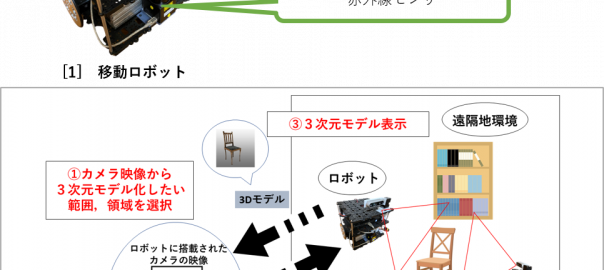 赤外線センサ
[1] 移動ロボット
③３次元モデル表示
遠隔地環境
①カメラ映像から
３次元モデル化したい
範囲，領域を選択
3Dモデル
ロボット
ロボットに搭載された
カメラの映像